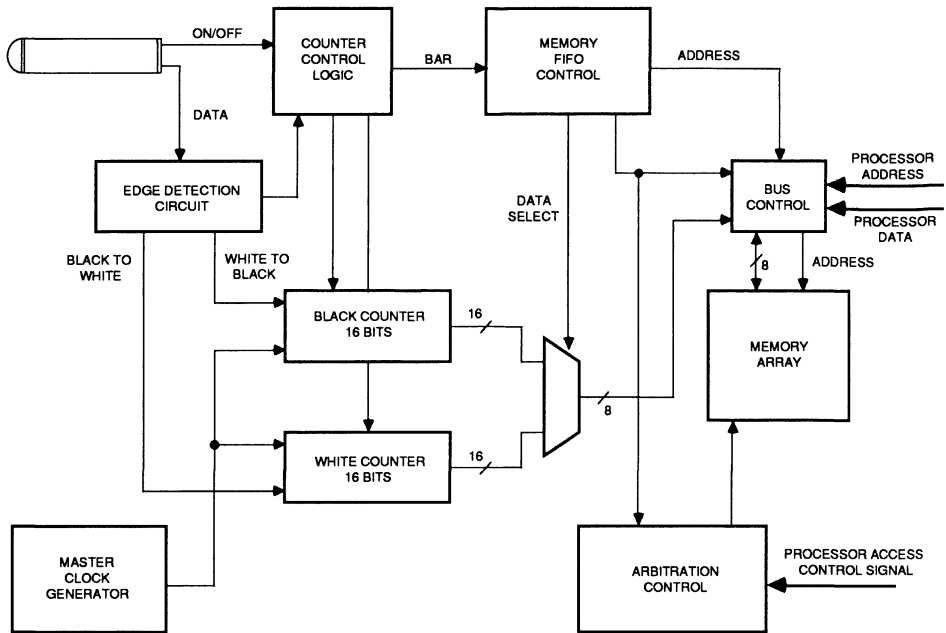 ON/OFF
COUNTER
CONTROL
LOGIC
BAR
MEMORY
FIFO
CONTROL
ADDRESS
DATA
EDGE DETECTION
CIRCUIT
DATA
SELECT
BUS
CONTROL
PROCESSOR
ADDRESS
PROCESSOR
DATA
BLACK TO
WHITE
WHITE TO
BLACK
8
ADDRESS
BLACK COUNTER
16 BITS
16
MEMORY
ARRAY
8
WHITE COUNTER
16 BITS
16
MASTER
CLOCK
GENERATOR
ARBITRATION
CONTROL
PROCESSOR ACCESS
CONTROL SIGNAL